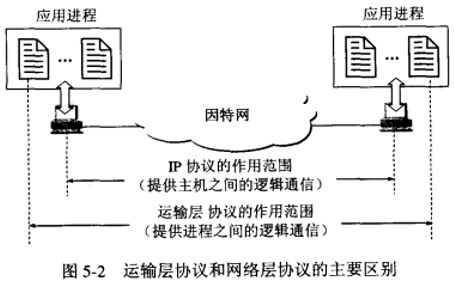 应用进程
应用进程
...
...
因特网
IP 协议的作用范围
（提供主机之间的逻辑通信）
运输层 协议的作用范围
（提供进程之间的逻辑通信）
图 5-2 运输层协议和网络层协议的主要区别